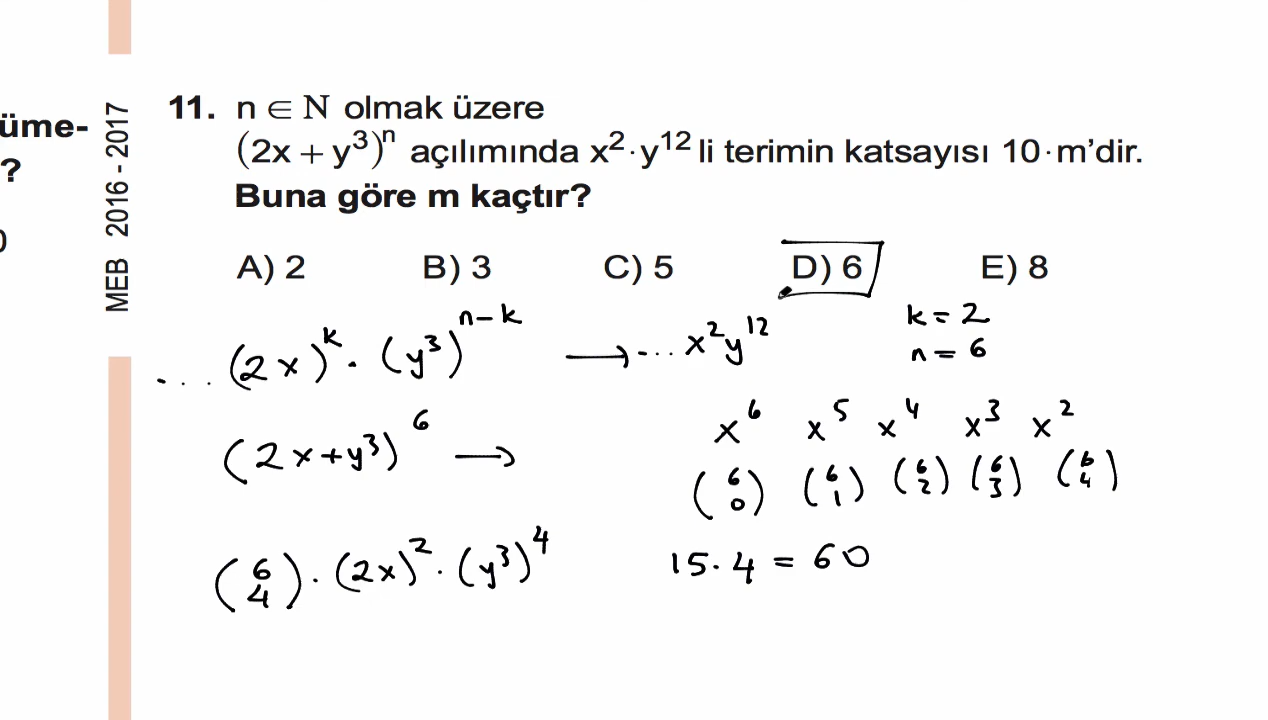 üme-
?
0
MEB 2016 - 2017
11. n ∈ N olmak üzere
(2x + y³)ⁿ açılımında x²·y¹² li terimin katsayısı 10·m’dir.
Buna göre m kaçtır?
A) 2 B) 3 C) 5 D) 6 E) 8
... (2x)^k · (y³)^(n-k) → ... x²y¹²
k = 2
n = 6
(2x+y³)⁶ →
x⁶ x⁵ x⁴ x³ x²
(6 0) (6 1) (6 2) (6 3) (6 4)
(6 4) · (2x)² · (y³)⁴
15 · 4 = 60